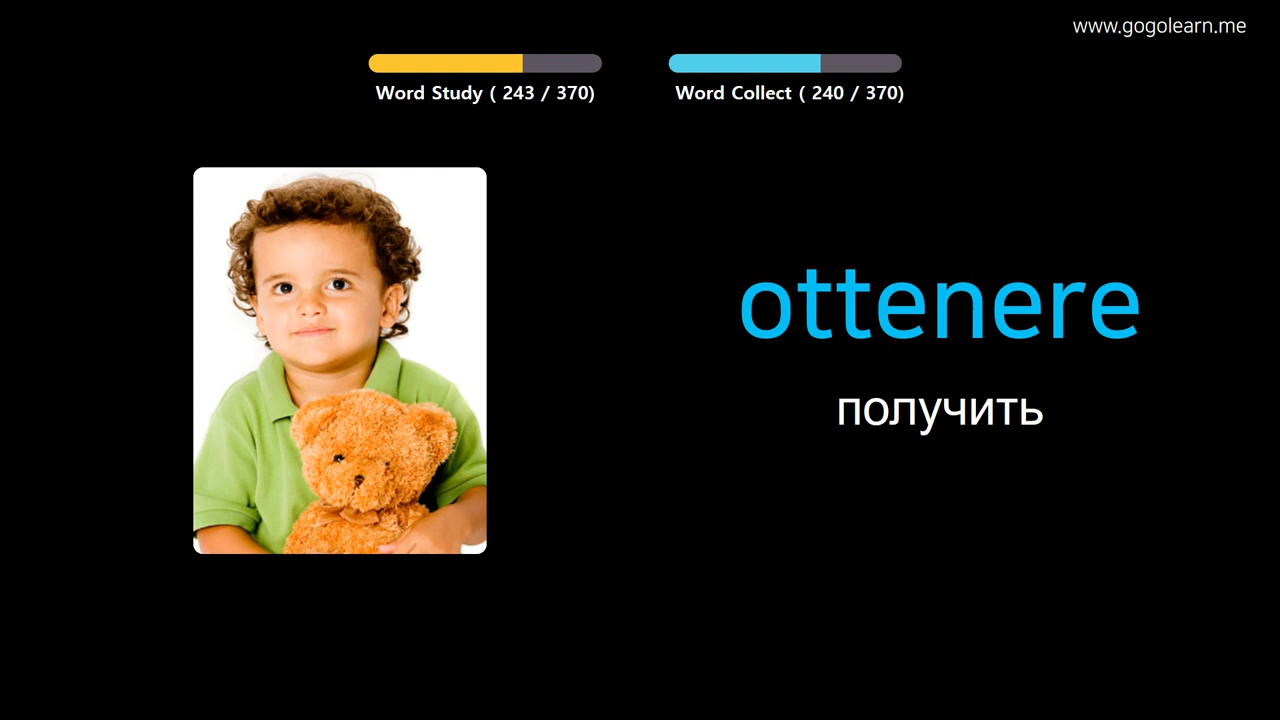 www.gogolearn.me
Word Study ( 243 / 370)
Word Collect ( 240 / 370)
ottenere
получить